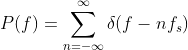 P(f) = \sum_{n=-\infty}^{\infty} \delta(f - nf_s)